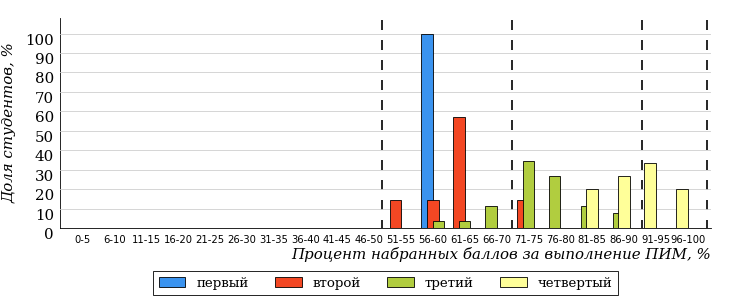 Доля студентов, %
100
90
80
70
60
50
40
30
20
10
0
0-5 6-10 11-15 16-20 21-25 26-30 31-35 36-40 41-45 46-50 51-55 56-60 61-65 66-70 71-75 76-80 81-85 86-90 91-95 96-100
Процент набранных баллов за выполнение ПИМ, %
первый второй третий четвертый